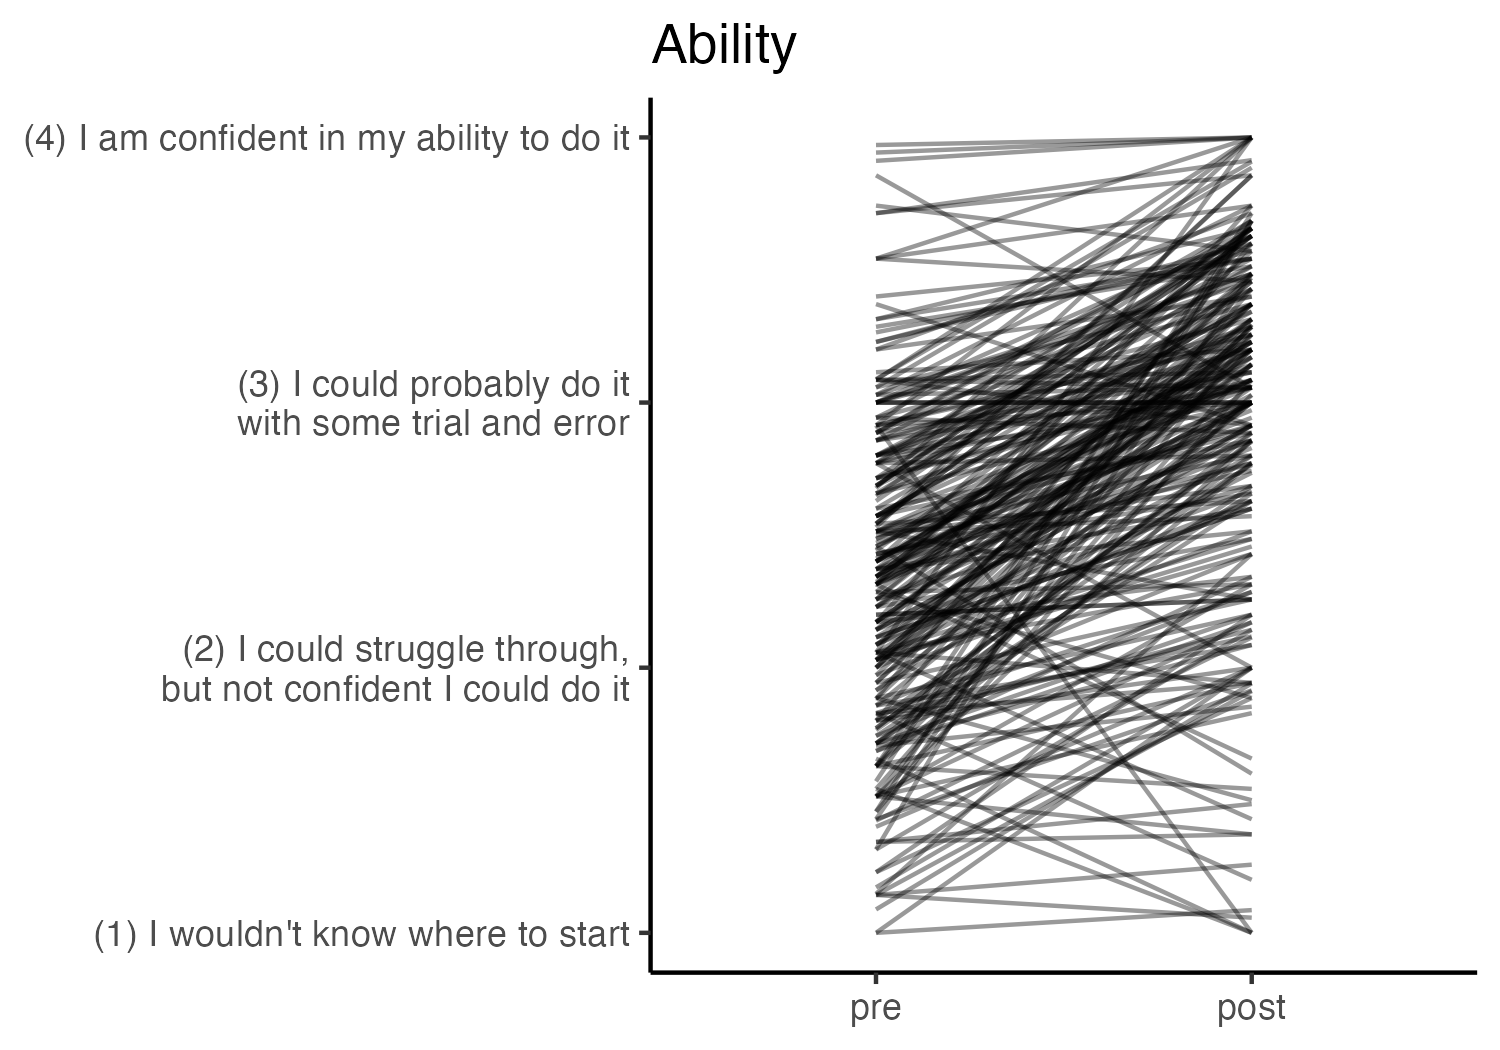 Ability
(4) I am confident in my ability to do it
(3) I could probably do it
with some trial and error
(2) I could struggle through,
but not confident I could do it
(1) I wouldn't know where to start
pre
post